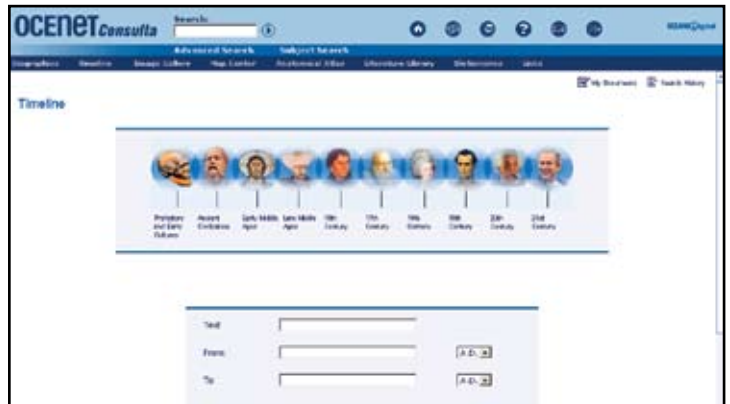 OCENET Consulta
Search:
Advanced Search Subject Search
Biographies Timeline Image Gallery Map Center Anatomical Atlas Literature Library Dictionaries Links
My Documents Search History
Timeline
Prehistory and Early Cultures
Ancient Civilizations
Early Middle Ages
Late Middle Ages
16th Century
17th Century
18th Century
19th Century
20th Century
21st Century
Text
From A.D.
To A.D.